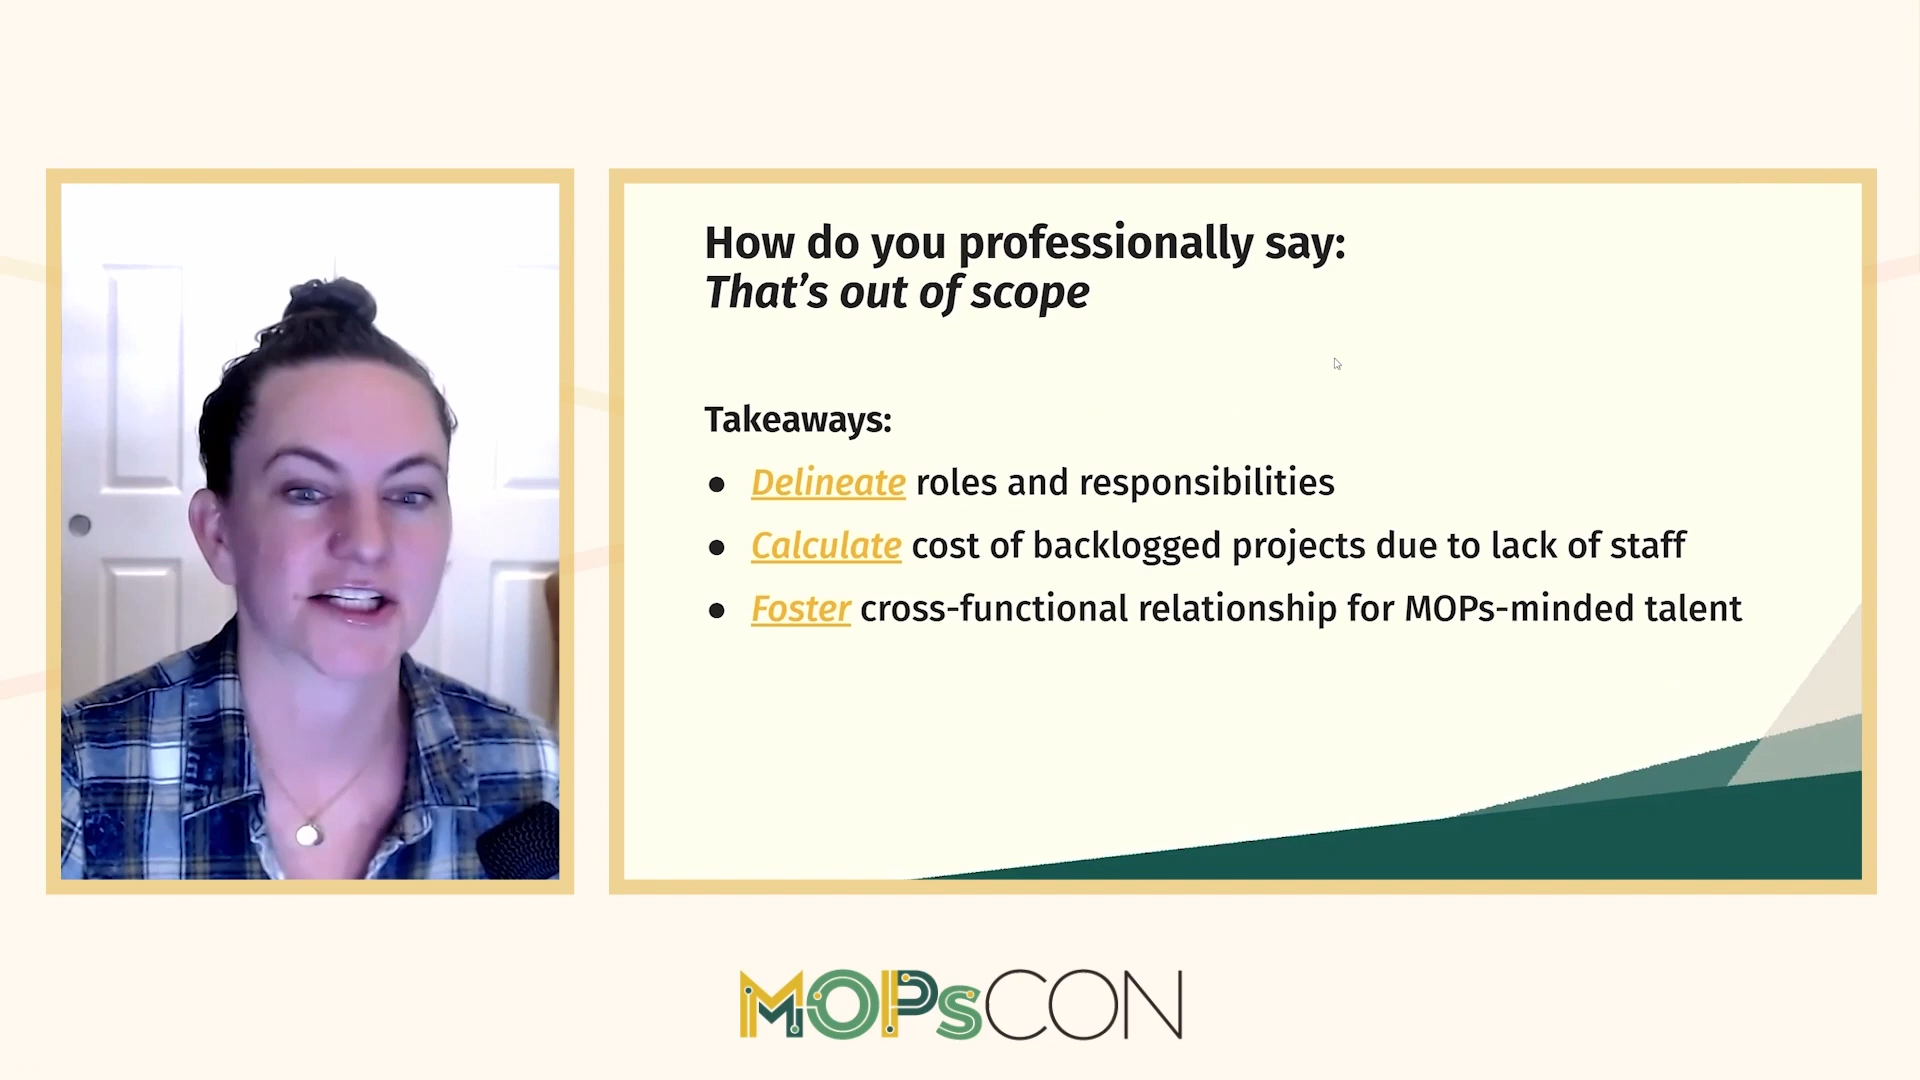 How do you professionally say:
That's out of scope
Takeaways:
● Delineate roles and responsibilities
● Calculate cost of backlogged projects due to lack of staff
● Foster cross-functional relationship for MOPs-minded talent
MOPsCON